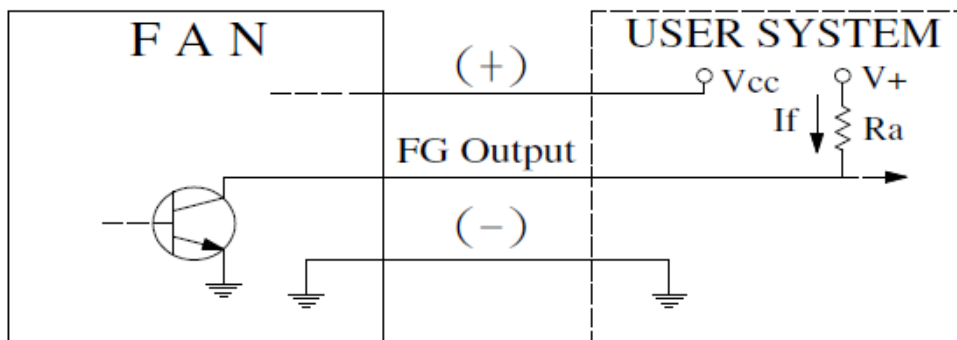 F A N
USER SYSTEM
(+)
Vcc
V+
If
Ra
FG Output
(-)